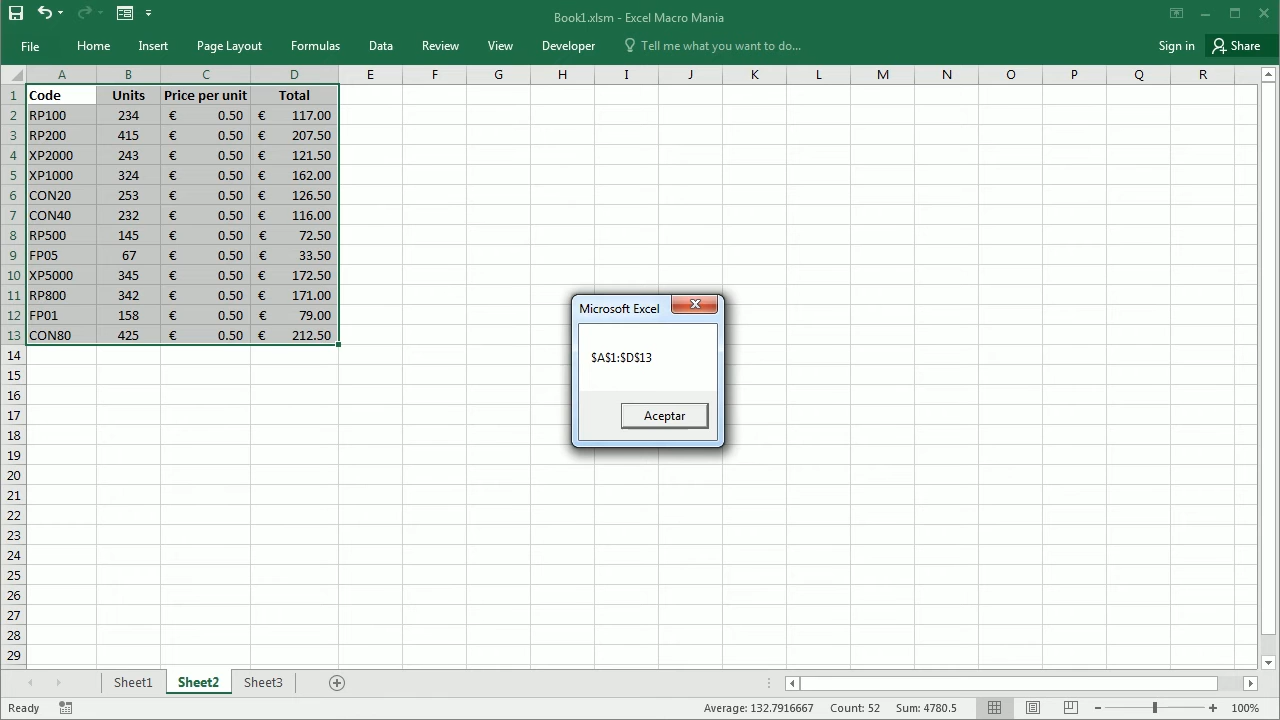 Book1.xlsm - Excel Macro Mania
File Home Insert Page Layout Formulas Data Review View Developer Tell me what you want to do... Sign in Share
A B C D E F G H I J K L M N O P Q R
1 Code Units Price per unit Total
2 RP100 234 € 0.50 € 117.00
3 RP200 415 € 0.50 € 207.50
4 XP2000 243 € 0.50 € 121.50
5 XP1000 324 € 0.50 € 162.00
6 CON20 253 € 0.50 € 126.50
7 CON40 232 € 0.50 € 116.00
8 RP500 145 € 0.50 € 72.50
9 FP05 67 € 0.50 € 33.50
10 XP5000 345 € 0.50 € 172.50
11 RP800 342 € 0.50 € 171.00
12 FP01 158 € 0.50 € 79.00
13 CON80 425 € 0.50 € 212.50
14
15
16
17
18
19
20
21
22
23
24
25
26
27
28
29
Microsoft Excel
$A$1:$D$13
Aceptar
Sheet1 Sheet2 Sheet3
Ready Average: 132.7916667 Count: 52 Sum: 4780.5 100%